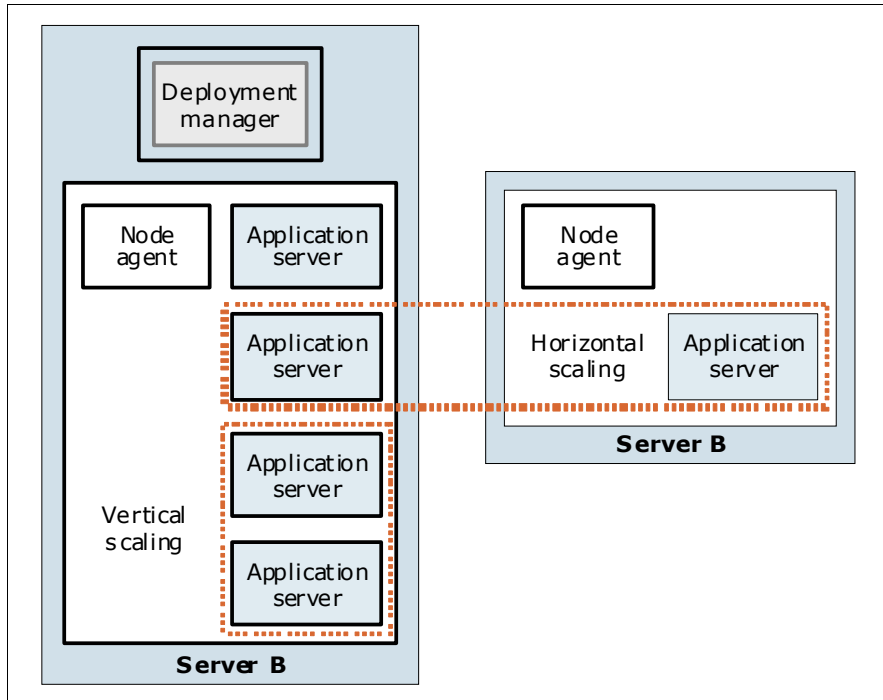 Deployment
manager
Node
agent
Application
server
Application
server
Application
server
Vertical
scaling
Application
server
Server B
Node
agent
Horizontal
scaling
Application
server
Server B